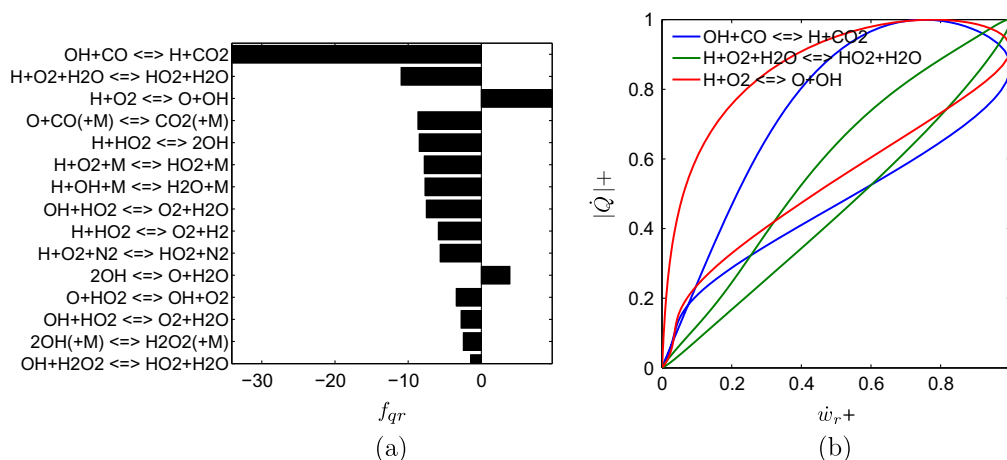 OH+CO <=> H+CO2
H+O2+H2O <=> HO2+H2O
H+O2 <=> O+OH
O+CO(+M) <=> CO2(+M)
H+HO2 <=> 2OH
H+O2+M <=> HO2+M
H+OH+M <=> H2O+M
OH+HO2 <=> O2+H2O
H+HO2 <=> O2+H2
H+O2+N2 <=> HO2+N2
2OH <=> O+H2O
O+HO2 <=> OH+O2
OH+HO2 <=> O2+H2O
2OH(+M) <=> H2O2(+M)
OH+H2O2 <=> HO2+H2O
−30 −20 −10 0
f_{qr}
(a)
1
0.8
0.6
0.4
0.2
0
|Q̇|+
OH+CO <=> H+CO2
H+O2+H2O <=> HO2+H2O
H+O2 <=> O+OH
0 0.2 0.4 0.6 0.8
ẇ_r+
(b)